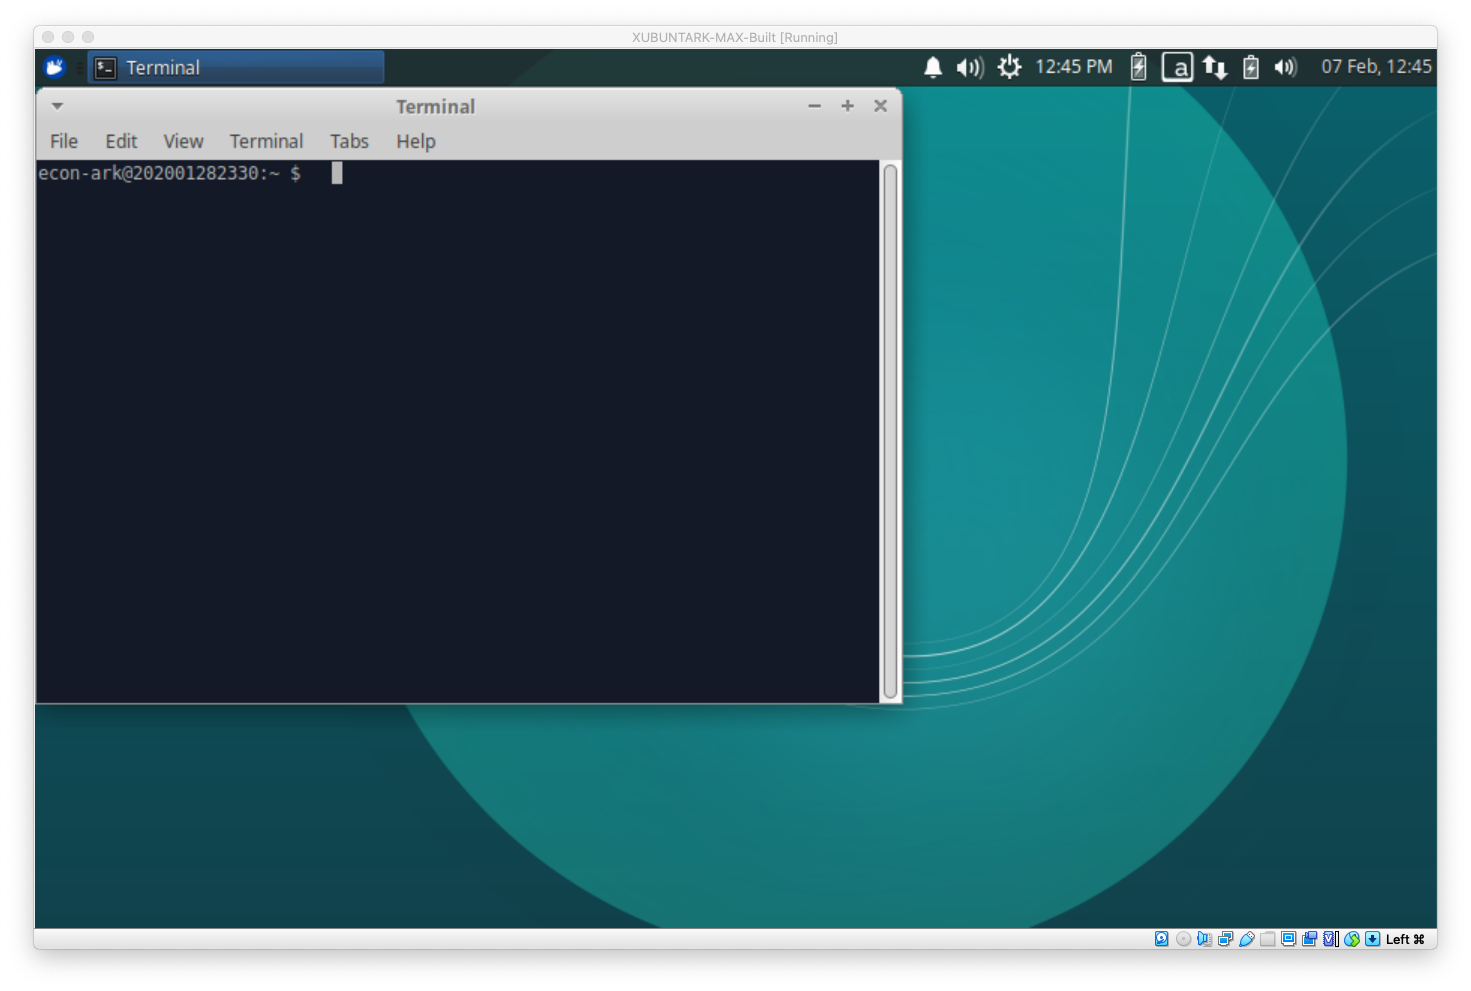 XUBUNTARK-MAX-Built [Running]
Terminal 12:45 PM a 07 Feb, 12:45
Terminal
File Edit View Terminal Tabs Help
econ-ark@202001282330:~ $
Left ⌘